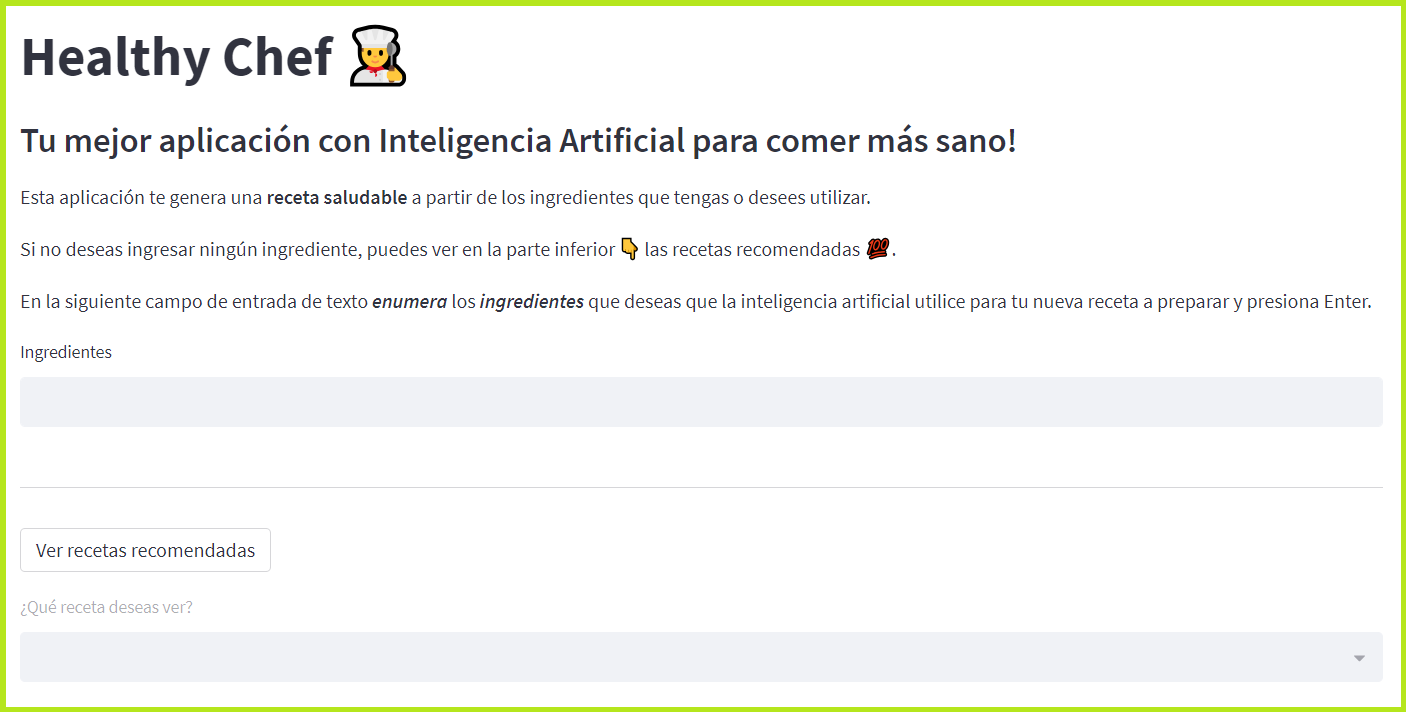 Healthy Chef 🧑‍🍳
Tu mejor aplicación con Inteligencia Artificial para comer más sano!
Esta aplicación te genera una receta saludable a partir de los ingredientes que tengas o desees utilizar.
Si no deseas ingresar ningún ingrediente, puedes ver en la parte inferior 👇 las recetas recomendadas 💯.
En la siguiente campo de entrada de texto enumera los ingredientes que deseas que la inteligencia artificial utilice para tu nueva receta a preparar y presiona Enter.
Ingredientes
Ver recetas recomendadas
¿Qué receta deseas ver?